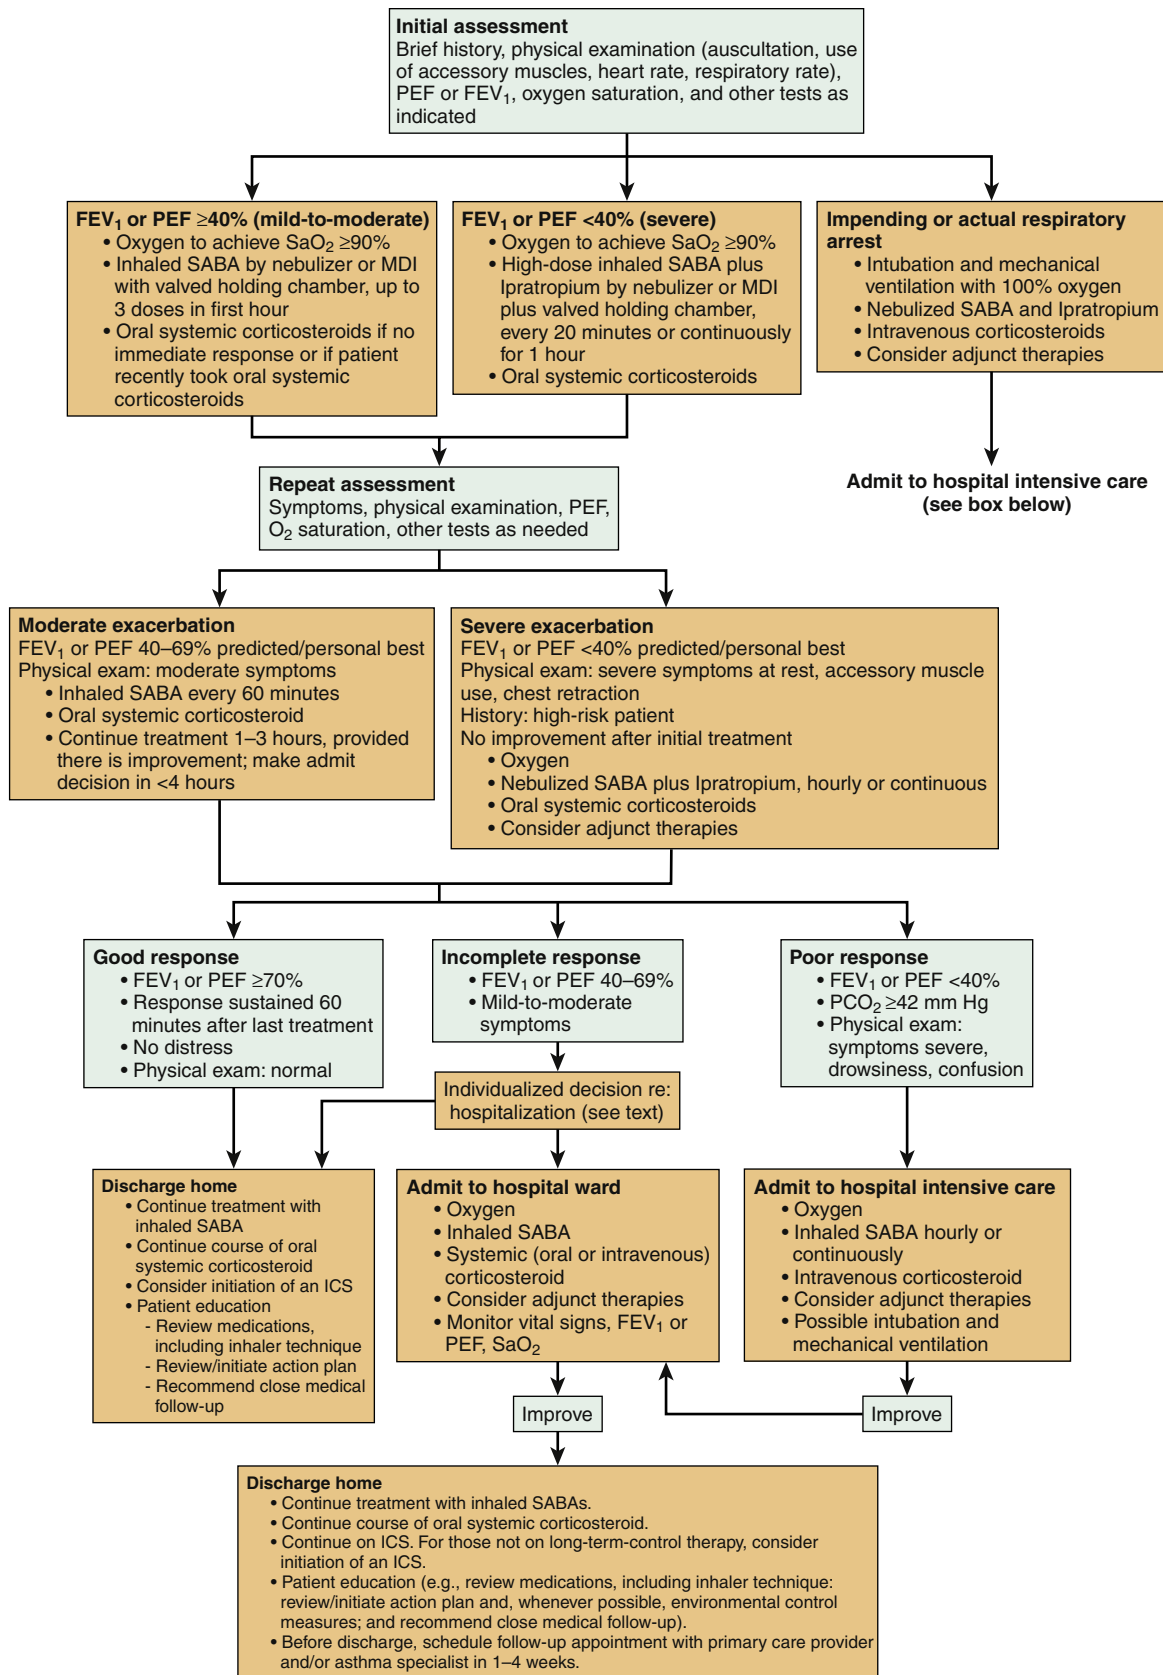 Initial assessment
Brief history, physical examination (auscultation, use
of accessory muscles, heart rate, respiratory rate),
PEF or FEV₁, oxygen saturation, and other tests as
indicated
FEV₁ or PEF ≥40% (mild-to-moderate)
• Oxygen to achieve SaO₂ ≥90%
• Inhaled SABA by nebulizer or MDI
with valved holding chamber, up to
3 doses in first hour
• Oral systemic corticosteroids if no
immediate response or if patient
recently took oral systemic
corticosteroids
FEV₁ or PEF <40% (severe)
• Oxygen to achieve SaO₂ ≥90%
• High-dose inhaled SABA plus
Ipratropium by nebulizer or MDI
plus valved holding chamber,
every 20 minutes or continuously
for 1 hour
• Oral systemic corticosteroids
Impending or actual respiratory
arrest
• Intubation and mechanical
ventilation with 100% oxygen
• Nebulized SABA and Ipratropium
• Intravenous corticosteroids
• Consider adjunct therapies
Admit to hospital intensive care
(see box below)
Repeat assessment
Symptoms, physical examination, PEF,
O₂ saturation, other tests as needed
Moderate exacerbation
FEV₁ or PEF 40–69% predicted/personal best
Physical exam: moderate symptoms
• Inhaled SABA every 60 minutes
• Oral systemic corticosteroid
• Continue treatment 1–3 hours, provided
there is improvement; make admit
decision in <4 hours
Severe exacerbation
FEV₁ or PEF <40% predicted/personal best
Physical exam: severe symptoms at rest, accessory muscle
use, chest retraction
History: high-risk patient
No improvement after initial treatment
• Oxygen
• Nebulized SABA plus Ipratropium, hourly or continuous
• Oral systemic corticosteroids
• Consider adjunct therapies
Good response
• FEV₁ or PEF ≥70%
• Response sustained 60
minutes after last treatment
• No distress
• Physical exam: normal
Incomplete response
• FEV₁ or PEF 40–69%
• Mild-to-moderate
symptoms
Poor response
• FEV₁ or PEF <40%
• PCO₂ ≥42 mm Hg
• Physical exam:
symptoms severe,
drowsiness, confusion
Individualized decision re:
hospitalization (see text)
Discharge home
• Continue treatment with
inhaled SABA
• Continue course of oral
systemic corticosteroid
• Consider initiation of an ICS
• Patient education
- Review medications,
including inhaler technique
- Review/initiate action plan
- Recommend close medical
follow-up
Admit to hospital ward
• Oxygen
• Inhaled SABA
• Systemic (oral or intravenous)
corticosteroid
• Consider adjunct therapies
• Monitor vital signs, FEV₁ or
PEF, SaO₂
Admit to hospital intensive care
• Oxygen
• Inhaled SABA hourly or
continuously
• Intravenous corticosteroid
• Consider adjunct therapies
• Possible intubation and
mechanical ventilation
Improve
Improve
Discharge home
• Continue treatment with inhaled SABAs.
• Continue course of oral systemic corticosteroid.
• Continue on ICS. For those not on long-term-control therapy, consider
initiation of an ICS.
• Patient education (e.g., review medications, including inhaler technique:
review/initiate action plan and, whenever possible, environmental control
measures; and recommend close medical follow-up).
• Before discharge, schedule follow-up appointment with primary care provider
and/or asthma specialist in 1–4 weeks.